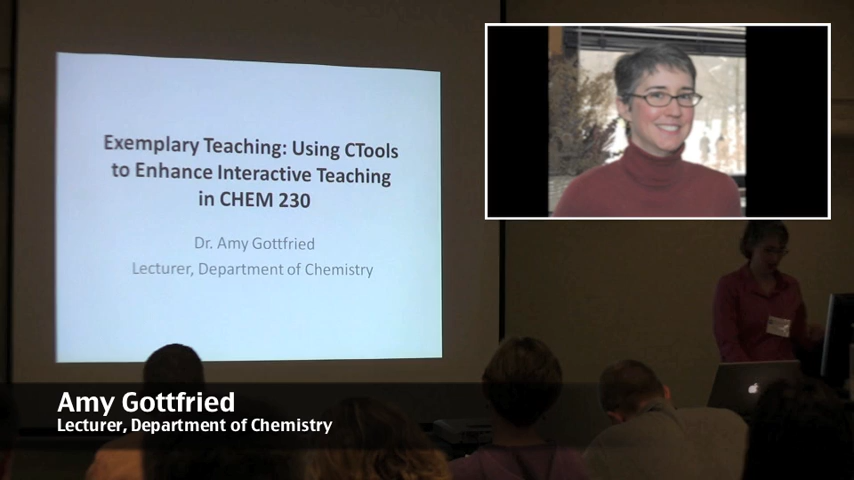 Exemplary Teaching: Using CTools
to Enhance Interactive Teaching
in CHEM 230
Dr. Amy Gottfried
Lecturer, Department of Chemistry
Amy Gottfried
Lecturer, Department of Chemistry